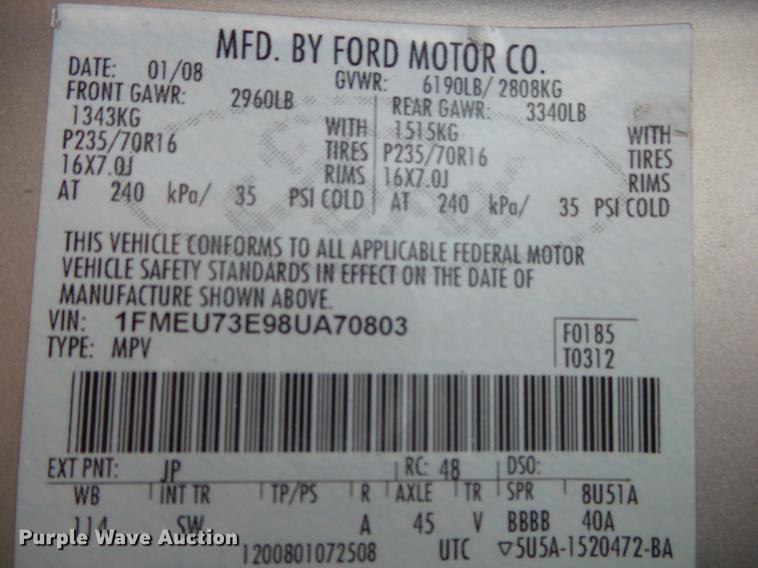 MFD. BY FORD MOTOR CO.
DATE: 01/08 GVWR: 6190LB/ 2808KG
FRONT GAWR: 2960LB REAR GAWR: 3340LB
1343KG WITH 1515KG WITH
P235/70R16 TIRES P235/70R16 TIRES
16X7.0J RIMS 16X7.0J RIMS
AT 240 kPa/ 35 PSI COLD AT 240 kPa/ 35 PSI COLD
THIS VEHICLE CONFORMS TO ALL APPLICABLE FEDERAL MOTOR
VEHICLE SAFETY STANDARDS IN EFFECT ON THE DATE OF
MANUFACTURE SHOWN ABOVE.
VIN: 1FMEU73E98UA70803 F0185
TYPE: MPV T0312
EXT PNT: JP RC: 48 DSO:
WB INT TR TP/PS R AXLE TR SPR 8U51A
114 SW A 45 V BBBB 40A
Purple Wave Auction
1200801072508 UTC ▽5U5A-1520472-BA